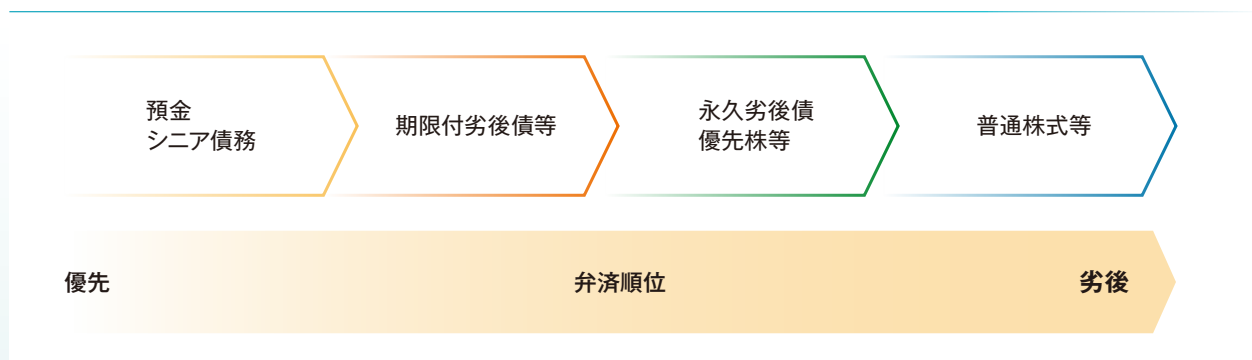 預金
シニア債務
期限付劣後債等
永久劣後債
優先株等
普通株式等
優先
弁済順位
劣後